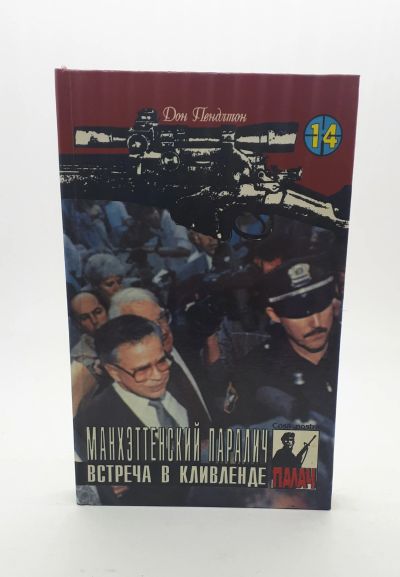 Дон Пендлтон
14
МАНХЭТТЕНСКИЙ ПАРАЛИЧ
ВСТРЕЧА В КЛИВЛЕНДЕ
ПАЛАЧ